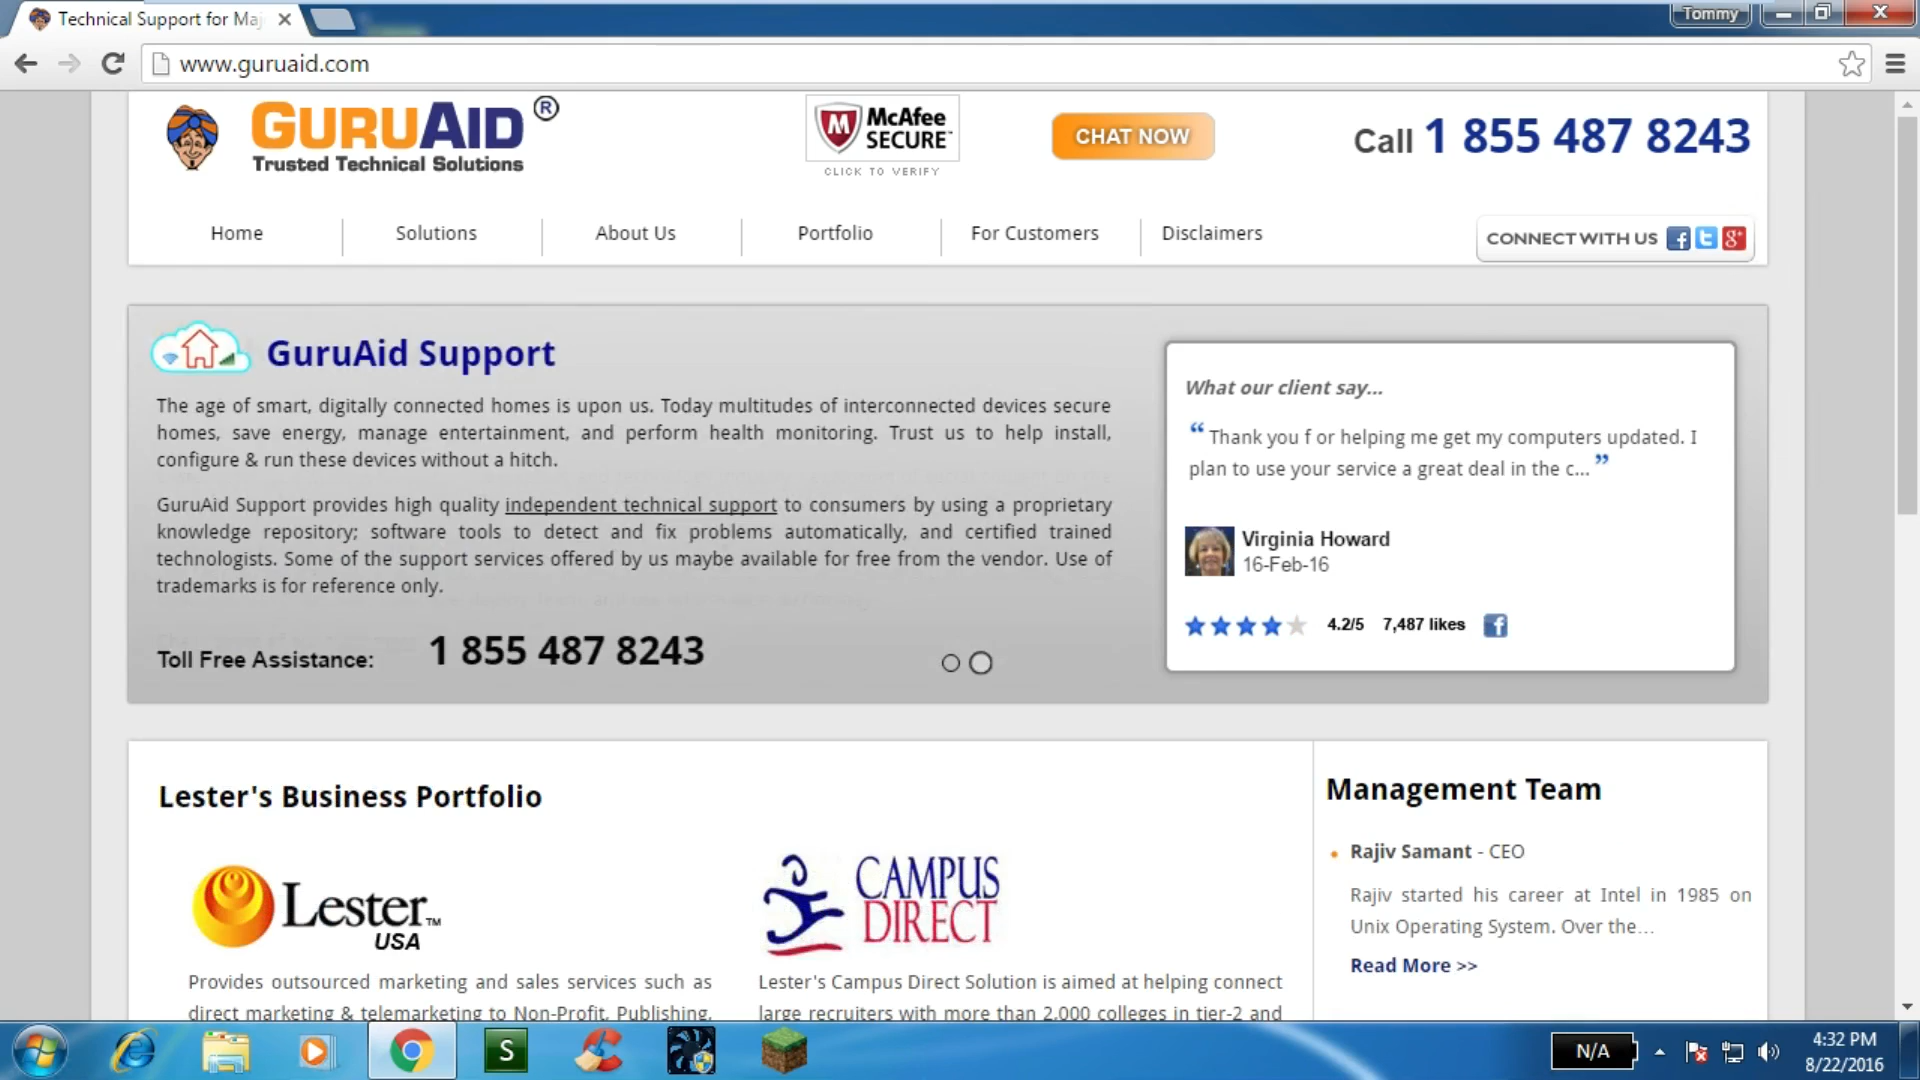 Technical Support for Maj
Tommy
www.guruaid.com
GURUAID ®
Trusted Technical Solutions
McAfee
SECURE™
CLICK TO VERIFY
CHAT NOW
Call 1 855 487 8243
Home
Solutions
About Us
Portfolio
For Customers
Disclaimers
CONNECT WITH US
GuruAid Support
The age of smart, digitally connected homes is upon us. Today multitudes of interconnected devices secure
homes, save energy, manage entertainment, and perform health monitoring. Trust us to help install,
configure & run these devices without a hitch.
GuruAid Support provides high quality independent technical support to consumers by using a proprietary
knowledge repository; software tools to detect and fix problems automatically, and certified trained
technologists. Some of the support services offered by us maybe available for free from the vendor. Use of
trademarks is for reference only.
Toll Free Assistance: 1 855 487 8243
What our client say...
“ Thank you f or helping me get my computers updated. I
plan to use your service a great deal in the c... ”
Virginia Howard
16-Feb-16
4.2/5 7,487 likes
Lester's Business Portfolio
Lester™
USA
Provides outsourced marketing and sales services such as
direct marketing & telemarketing to Non-Profit, Publishing,
CAMPUS
DIRECT
Lester's Campus Direct Solution is aimed at helping connect
large recruiters with more than 2,000 colleges in tier-2 and
Management Team
Rajiv Samant - CEO
Rajiv started his career at Intel in 1985 on
Unix Operating System. Over the...
Read More >>
S
N/A
4:32 PM
8/22/2016